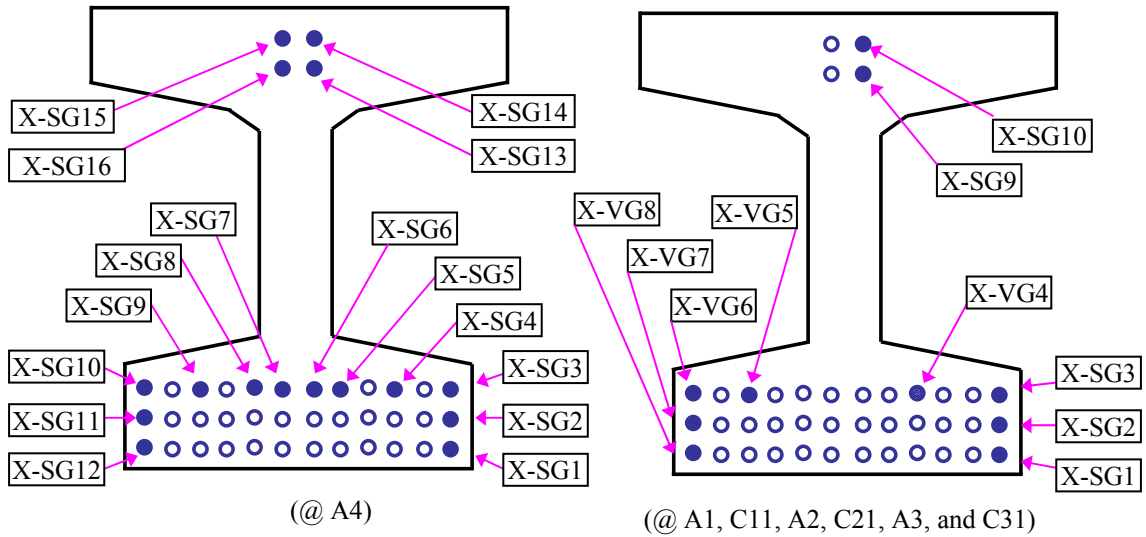 X-SG15
X-SG14
X-SG16
X-SG13
X-SG7
X-SG6
X-SG8
X-SG5
X-SG9
X-SG4
X-SG10
X-SG3
X-SG11
X-SG2
X-SG12
X-SG1
(@ A4)
X-SG10
X-SG9
X-VG8
X-VG5
X-VG7
X-VG6
X-VG4
X-SG3
X-SG2
X-SG1
(@ A1, C11, A2, C21, A3, and C31)